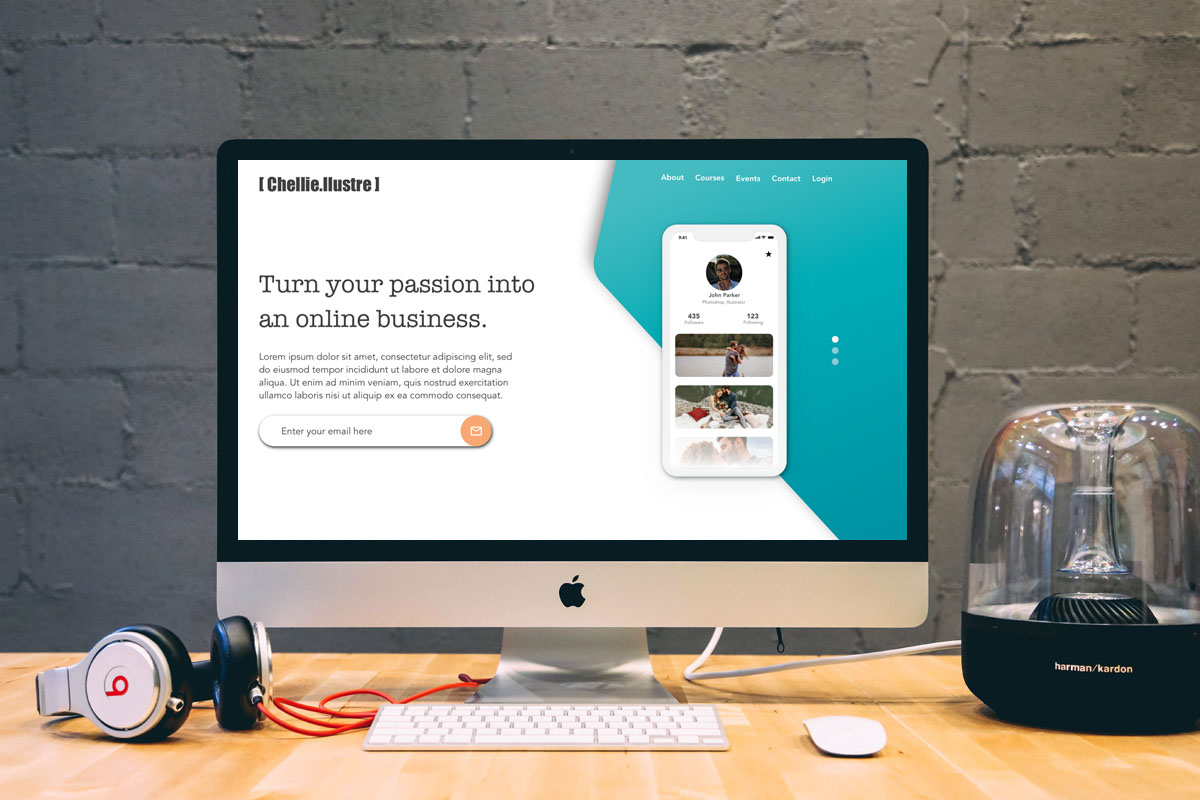 [ Chellie.Ilustre ]
About Courses Events Contact Login
Turn your passion into
an online business.
Lorem ipsum dolor sit amet, consectetur adipiscing elit, sed
do eiusmod tempor incididunt ut labore et dolore magna
aliqua. Ut enim ad minim veniam, quis nostrud exercitation
ullamco laboris nisi ut aliquip ex ea commodo consequat.
Enter your email here
9:41
John Parker
Photoshop, Illustrator
435 123
Followers Following
b
harman/kardon